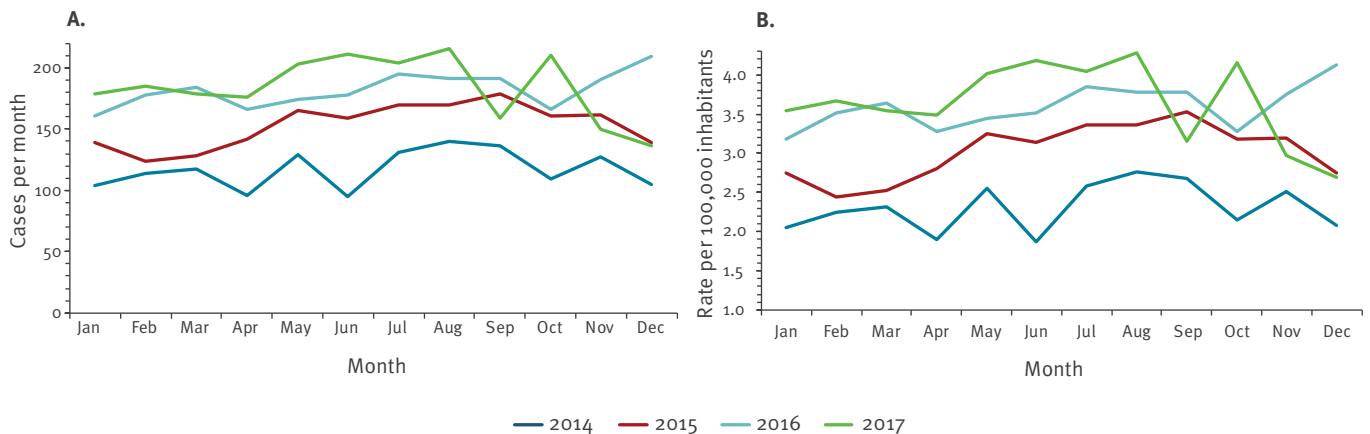 A.
Cases per month
200
150
100
50
0
Jan Feb Mar Apr May Jun Jul Aug Sep Oct Nov Dec
Month
B.
Rate per 100,000 inhabitants
4.0
3.5
3.0
2.5
2.0
1.5
1.0
Jan Feb Mar Apr May Jun Jul Aug Sep Oct Nov Dec
Month
2014 2015 2016 2017